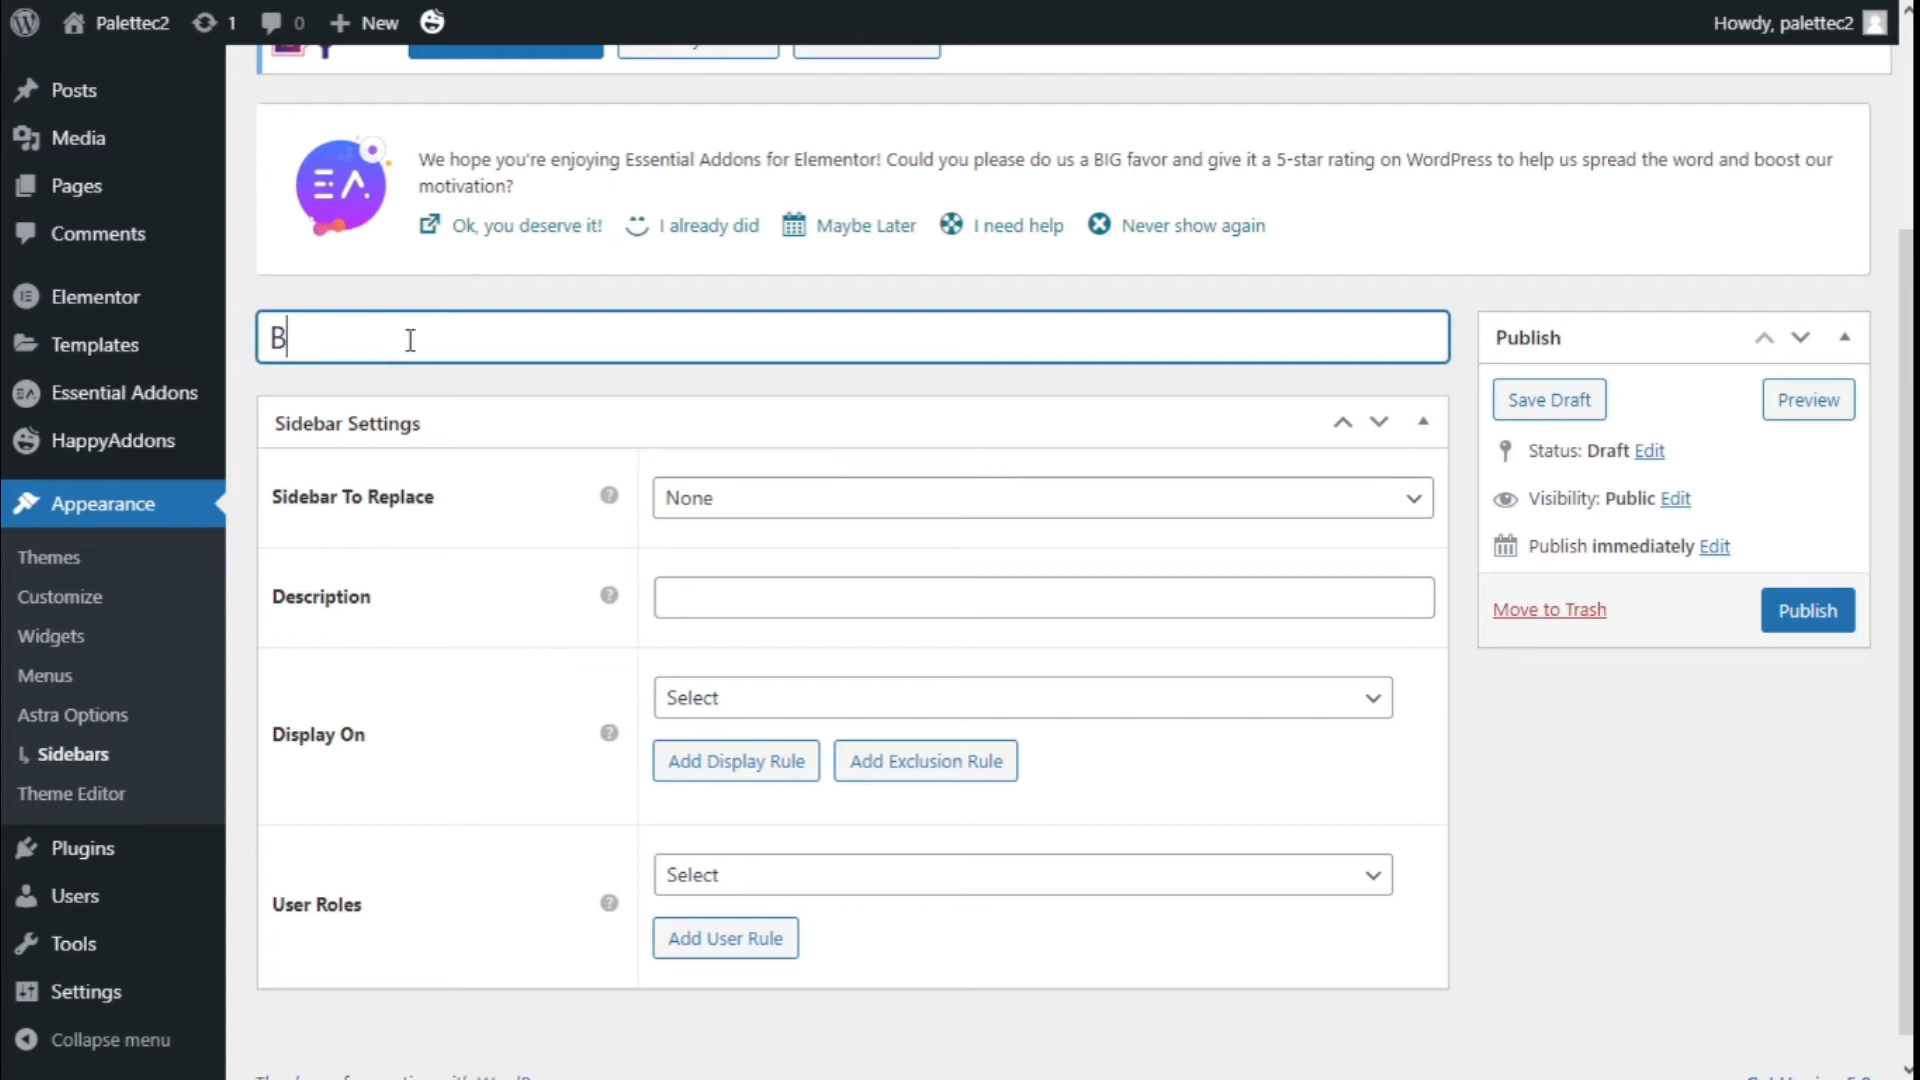 Palettec2 1 0 New Howdy, palettec2
Posts
Media
Pages
Comments
Elementor
Templates
Essential Addons
HappyAddons
Appearance
Themes
Customize
Widgets
Menus
Astra Options
Sidebars
Theme Editor
Plugins
Users
Tools
Settings
Collapse menu
We hope you're enjoying Essential Addons for Elementor! Could you please do us a BIG favor and give it a 5-star rating on WordPress to help us spread the word and boost our
motivation?
Ok, you deserve it! I already did Maybe Later I need help Never show again
B
Sidebar Settings
Sidebar To Replace
None
Description
Display On
Select
Add Display Rule Add Exclusion Rule
User Roles
Select
Add User Rule
Publish
Save Draft Preview
Status: Draft Edit
Visibility: Public Edit
Publish immediately Edit
Move to Trash Publish